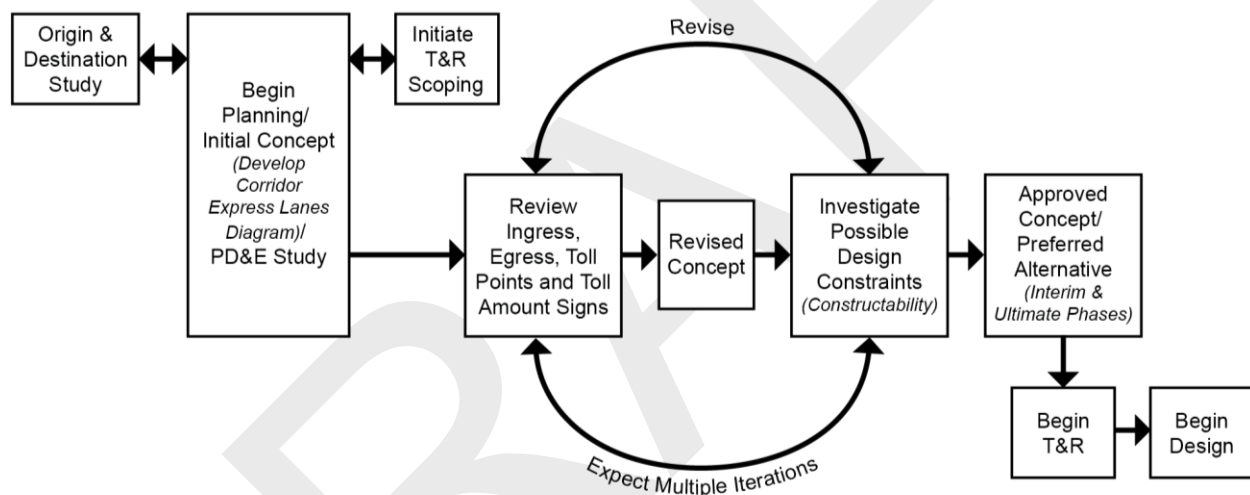 Origin &
Destination
Study
Begin
Planning/
Initial Concept
(Develop
Corridor
Express Lanes
Diagram)/
PD&E Study
Initiate
T&R
Scoping
Revise
Review
Ingress,
Egress, Toll
Points and Toll
Amount Signs
Revised
Concept
Investigate
Possible
Design
Constraints
(Constructability)
Approved
Concept/
Preferred
Alternative
(Interim &
Ultimate Phases)
Expect Multiple Iterations
Begin
T&R
Begin
Design